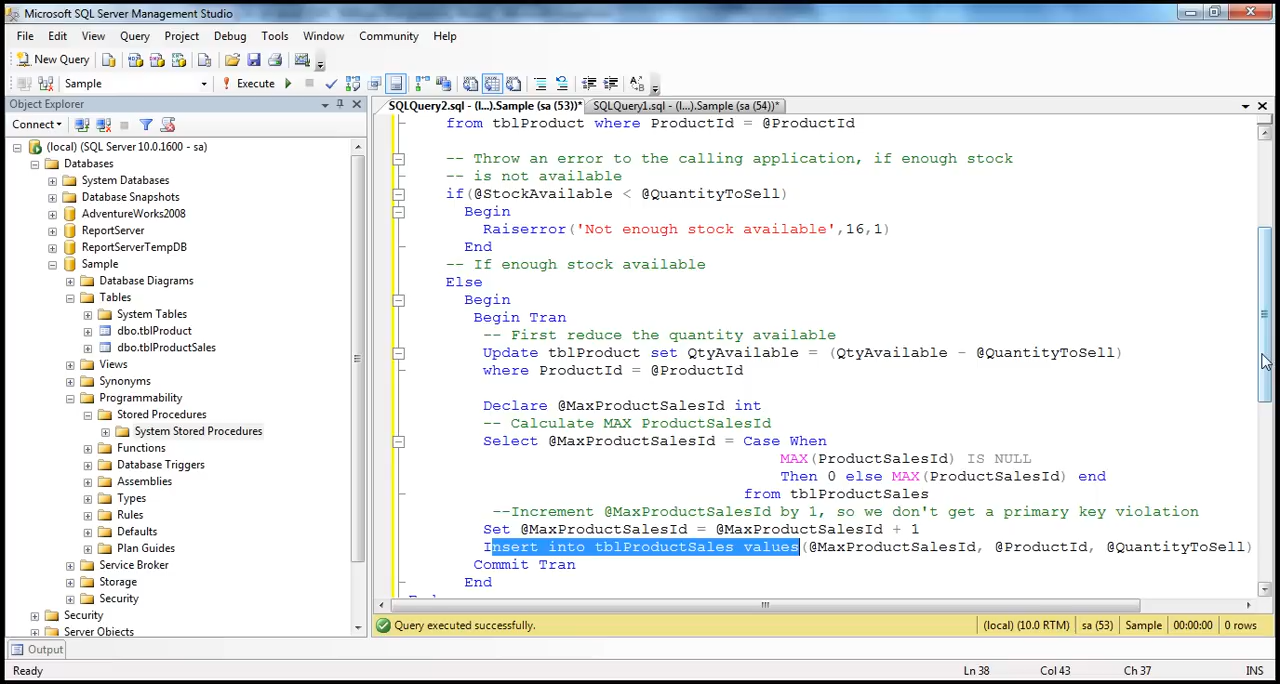 Microsoft SQL Server Management Studio
File Edit View Query Project Debug Tools Window Community Help
New Query
Sample Execute
Object Explorer
SQLQuery2.sql - (l...).Sample (sa (53))* SQLQuery1.sql - (l...).Sample (sa (54))*
Connect
(local) (SQL Server 10.0.1600 - sa)
Databases
System Databases
Database Snapshots
AdventureWorks2008
ReportServer
ReportServerTempDB
Sample
Database Diagrams
Tables
System Tables
dbo.tblProduct
dbo.tblProductSales
Views
Synonyms
Programmability
Stored Procedures
System Stored Procedures
Functions
Database Triggers
Assemblies
Types
Rules
Defaults
Plan Guides
Service Broker
Storage
Security
Security
Server Objects
from tblProduct where ProductId = @ProductId
-- Throw an error to the calling application, if enough stock
-- is not available
if(@StockAvailable < @QuantityToSell)
Begin
Raiserror('Not enough stock available',16,1)
End
-- If enough stock available
Else
Begin
Begin Tran
-- First reduce the quantity available
Update tblProduct set QtyAvailable = (QtyAvailable - @QuantityToSell)
where ProductId = @ProductId
Declare @MaxProductSalesId int
-- Calculate MAX ProductSalesId
Select @MaxProductSalesId = Case When
MAX(ProductSalesId) IS NULL
Then 0 else MAX(ProductSalesId) end
from tblProductSales
--Increment @MaxProductSalesId by 1, so we don't get a primary key violation
Set @MaxProductSalesId = @MaxProductSalesId + 1
Insert into tblProductSales values(@MaxProductSalesId, @ProductId, @QuantityToSell)
Commit Tran
End
Query executed successfully. (local) (10.0 RTM) sa (53) Sample 00:00:00 0 rows
Output
Ready Ln 38 Col 43 Ch 37 INS